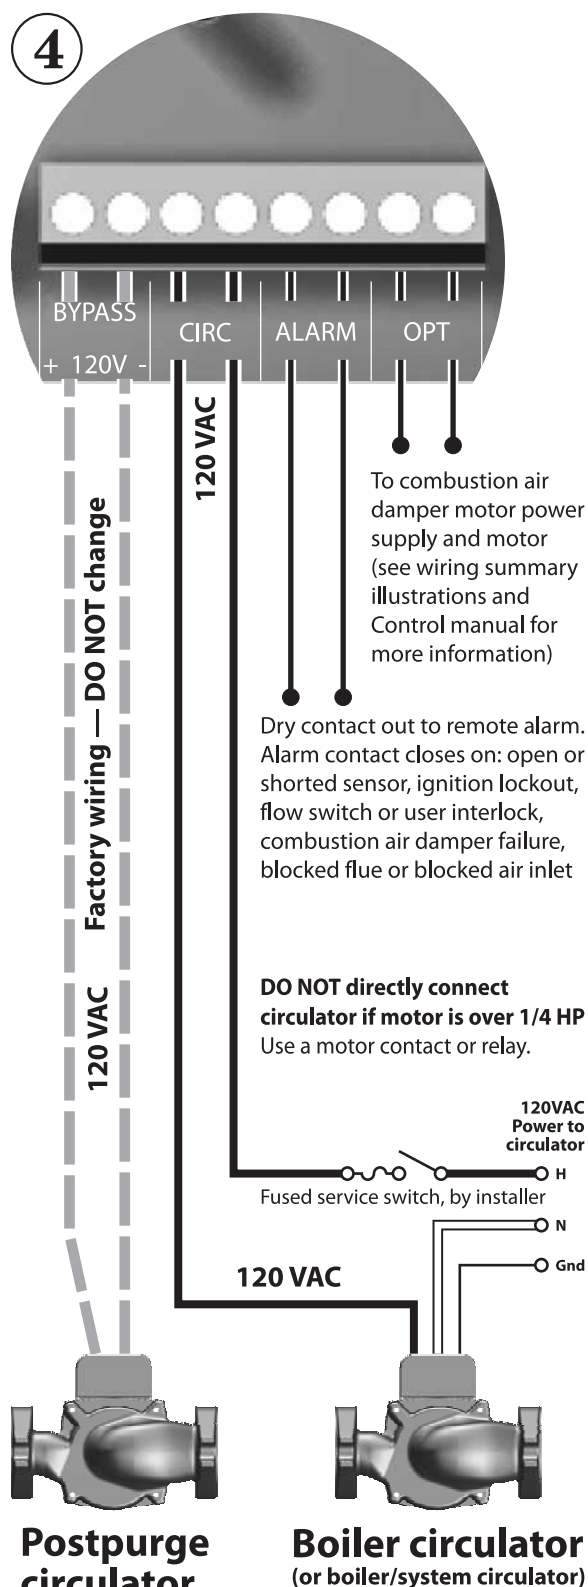 4
BYPASS
CIRC
ALARM
OPT
+ 120V -
120 VAC
Factory wiring — DO NOT change
120 VAC
To combustion air
damper motor power
supply and motor
(see wiring summary
illustrations and
Control manual for
more information)
Dry contact out to remote alarm.
Alarm contact closes on: open or
shorted sensor, ignition lockout,
flow switch or user interlock,
combustion air damper failure,
blocked flue or blocked air inlet
DO NOT directly connect
circulator if motor is over 1/4 HP
Use a motor contact or relay.
120VAC
Power to
circulator
H
Fused service switch, by installer
N
Gnd
120 VAC
Postpurge
circulator
Boiler circulator
(or boiler/system circulator)